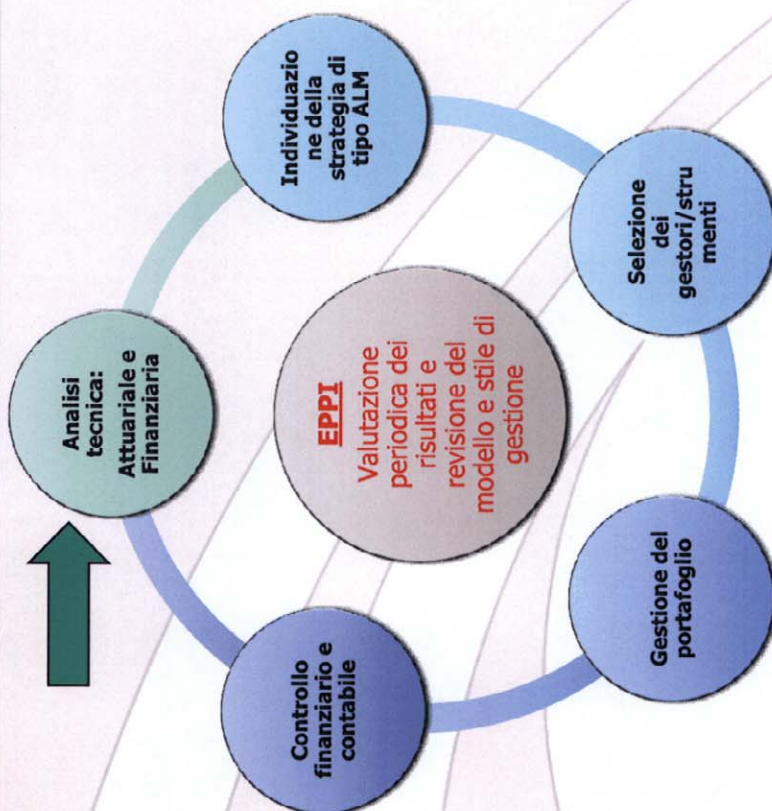 Analisi
tecnica:
Attuariale e
Finanziaria
Individuazio
ne della
strategia di
tipo ALM
Selezione
dei
gestori/stru
menti
Gestione del
portafoglio
Controllo
finanziario e
contabile
EPPI
Valutazione
periodica dei
risultati e
revisione del
modello e stile di
gestione